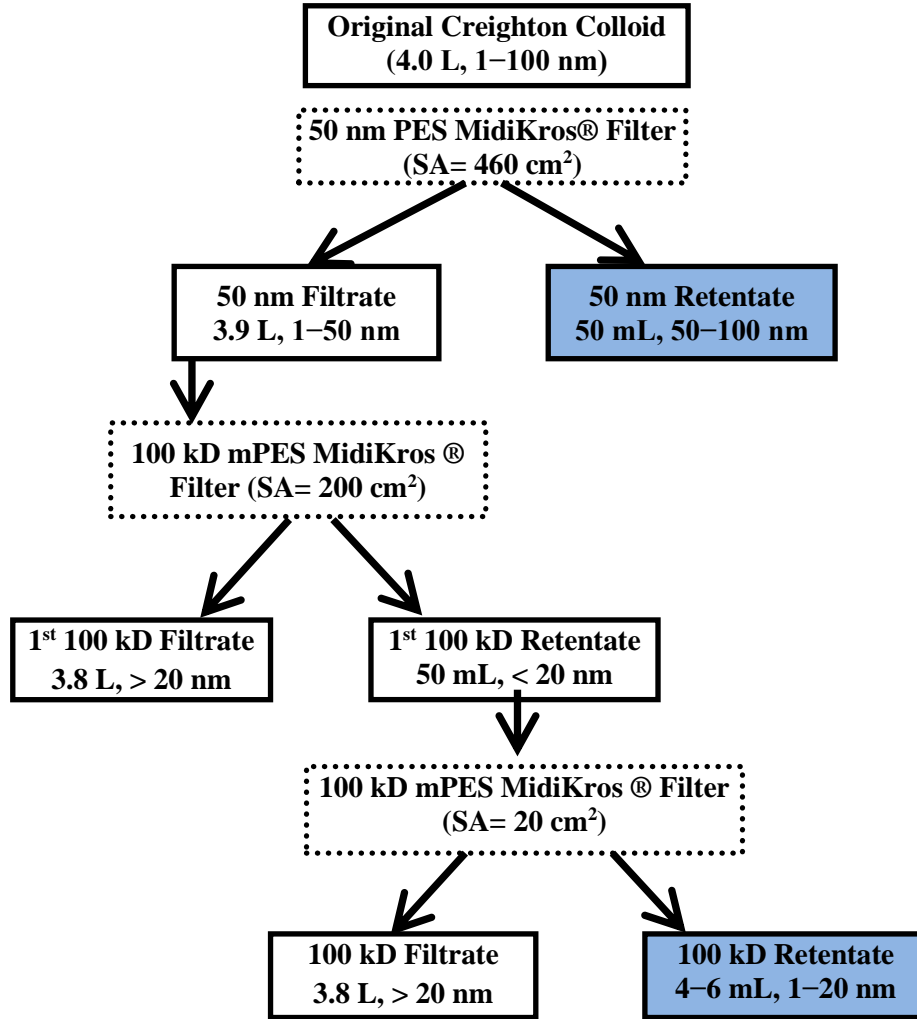 Original Creighton Colloid
(4.0 L, 1−100 nm)
50 nm PES MidiKros® Filter
(SA= 460 cm²)
50 nm Filtrate
3.9 L, 1−50 nm
50 nm Retentate
50 mL, 50−100 nm
100 kD mPES MidiKros ®
Filter (SA= 200 cm²)
1st 100 kD Filtrate
3.8 L, > 20 nm
1st 100 kD Retentate
50 mL, < 20 nm
100 kD mPES MidiKros ® Filter
(SA= 20 cm²)
100 kD Filtrate
3.8 L, > 20 nm
100 kD Retentate
4−6 mL, 1−20 nm